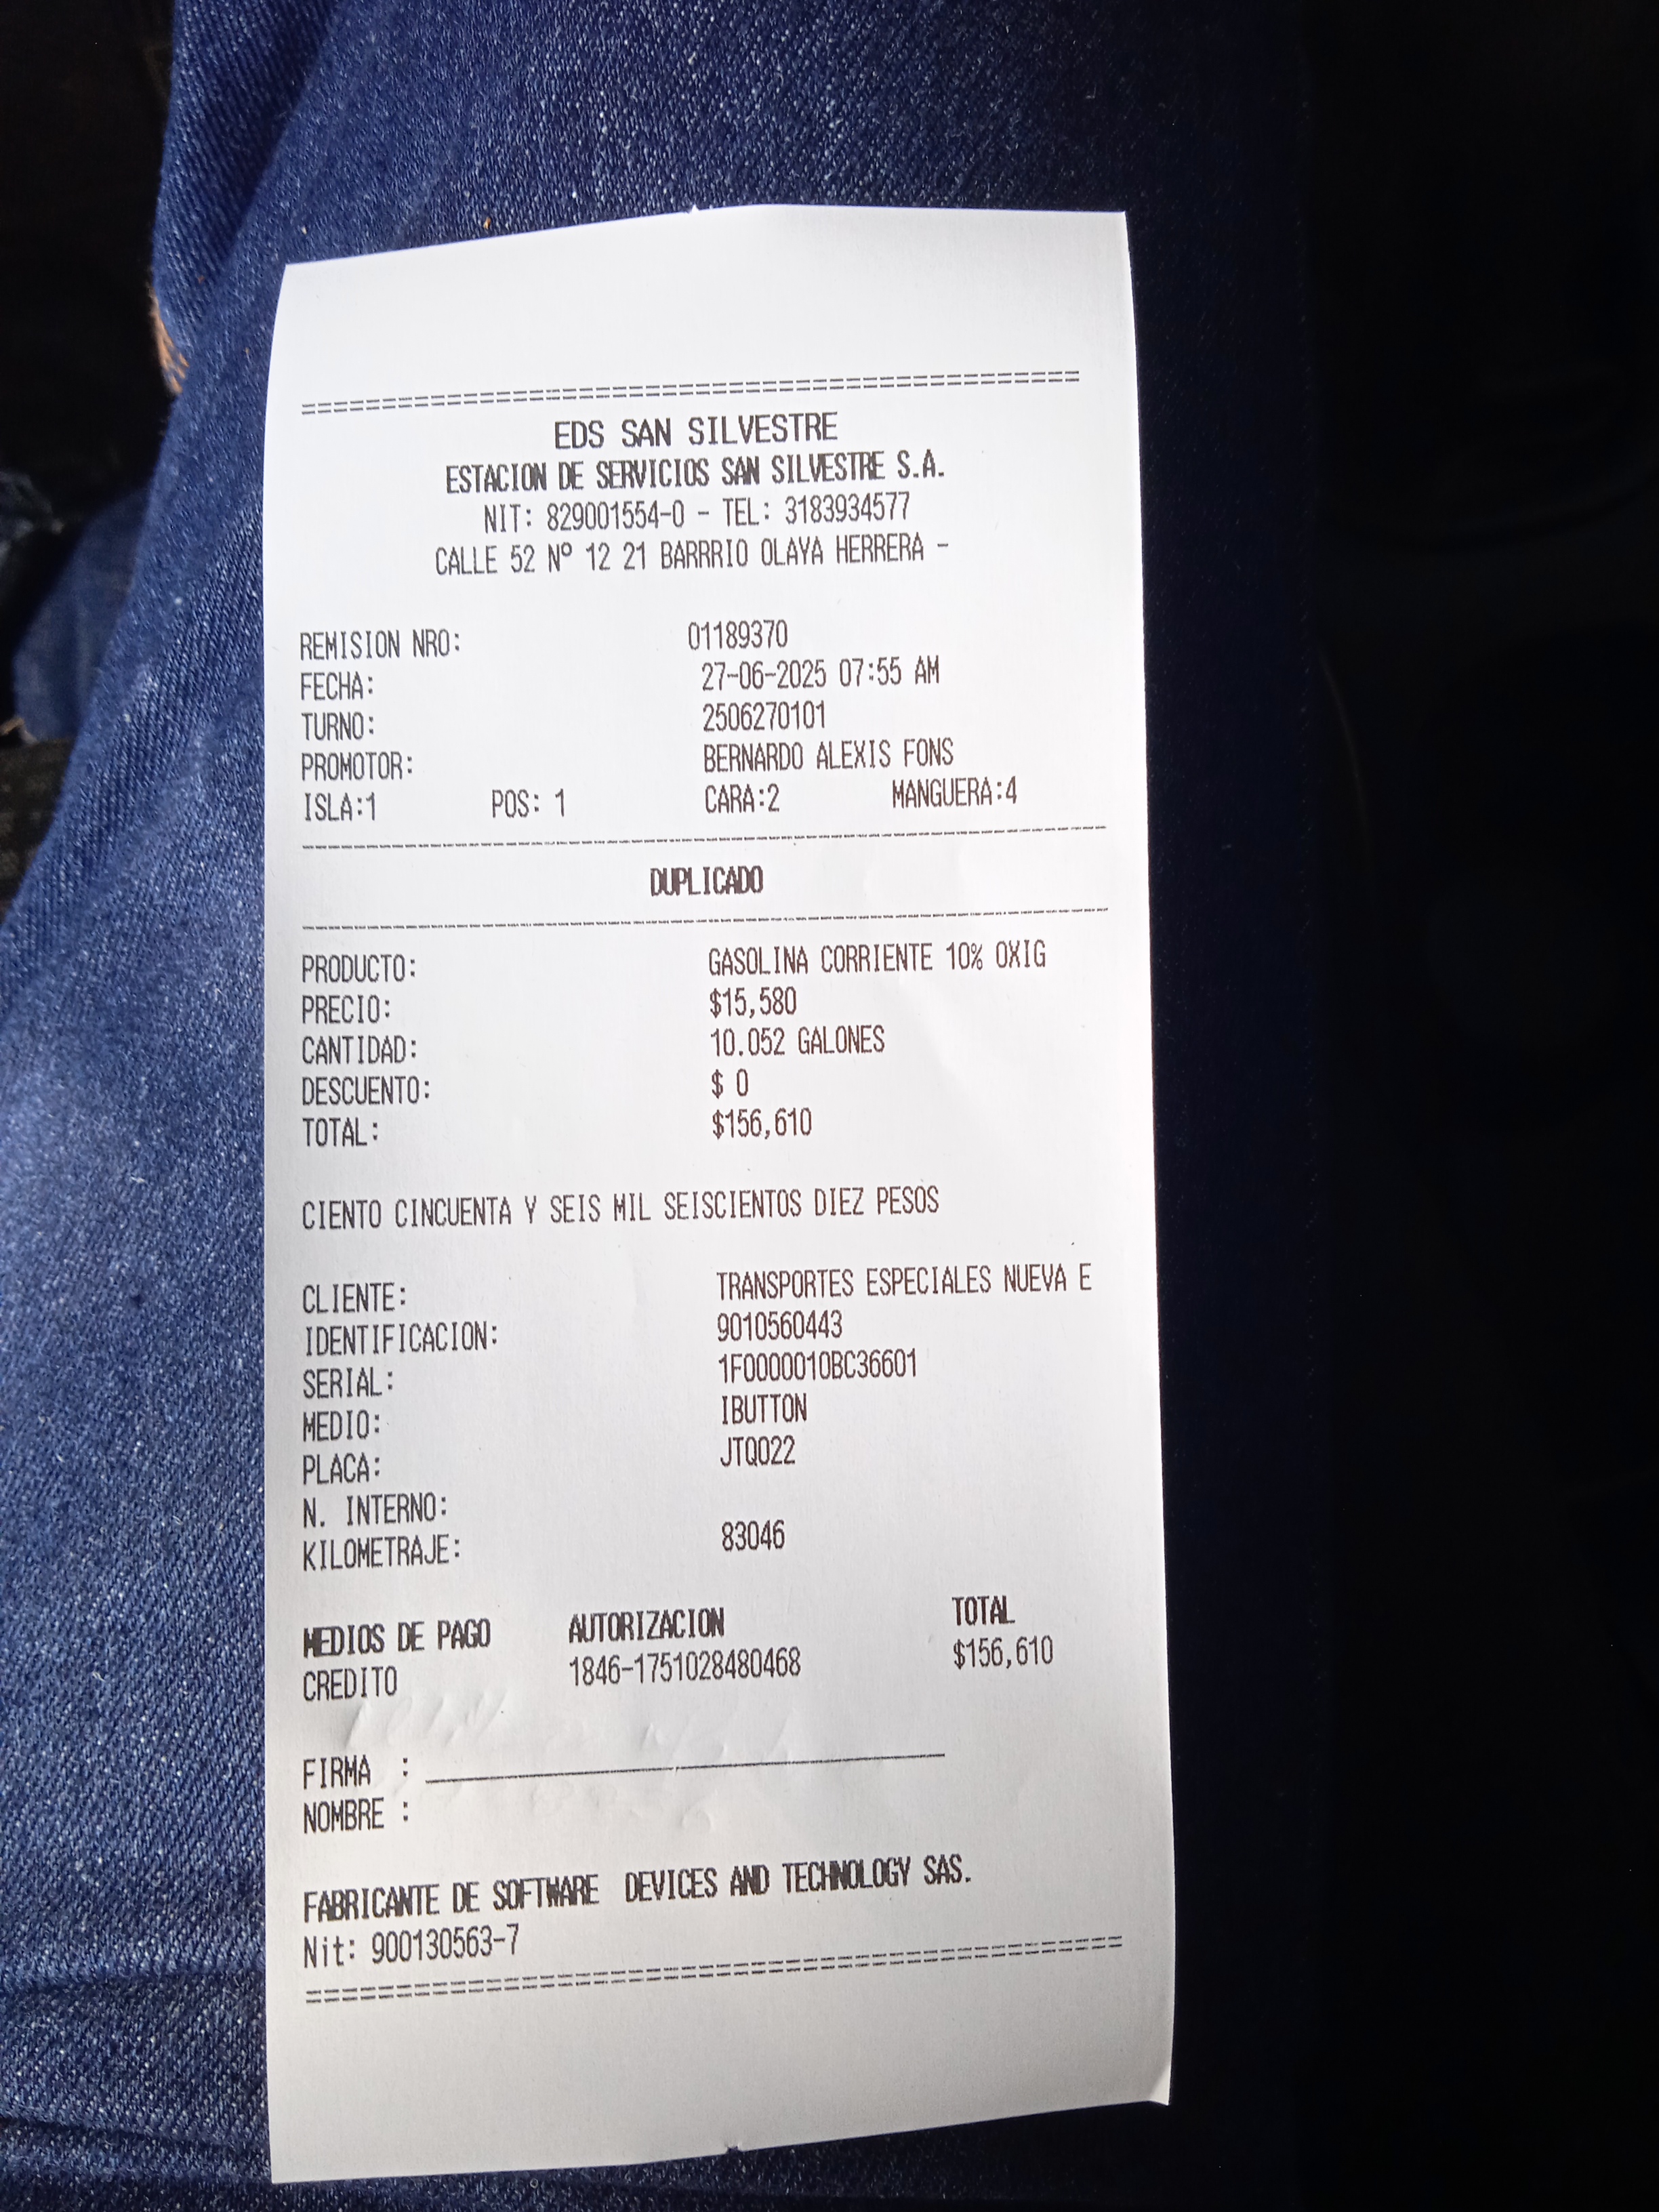 EDS SAN SILVESTRE
ESTACION DE SERVICIOS SAN SILVESTRE S.A.
NIT: 829001554-0 - TEL: 3183934577
CALLE 52 Nº 12 21 BARRRIO OLAYA HERRERA -
REMISION NRO: 01189370
FECHA: 27-06-2025 07:55 AM
TURNO: 2506270101
PROMOTOR: BERNARDO ALEXIS FONS
ISLA:1 POS: 1 CARA:2 MANGUERA:4
DUPLICADO
PRODUCTO: GASOLINA CORRIENTE 10% OXIG
PRECIO: $15,580
CANTIDAD: 10.052 GALONES
DESCUENTO: $ 0
TOTAL: $156,610
CIENTO CINCUENTA Y SEIS MIL SEISCIENTOS DIEZ PESOS
CLIENTE: TRANSPORTES ESPECIALES NUEVA E
IDENTIFICACION: 9010560443
SERIAL: 1F0000010BC36601
MEDIO: IBUTTON
PLACA: JTQ022
N. INTERNO:
KILOMETRAJE: 83046
MEDIOS DE PAGO AUTORIZACION TOTAL
CREDITO 1846-1751028480468 $156,610
FIRMA :
NOMBRE :
FABRICANTE DE SOFTWARE DEVICES AND TECHNOLOGY SAS.
Nit: 900130563-7